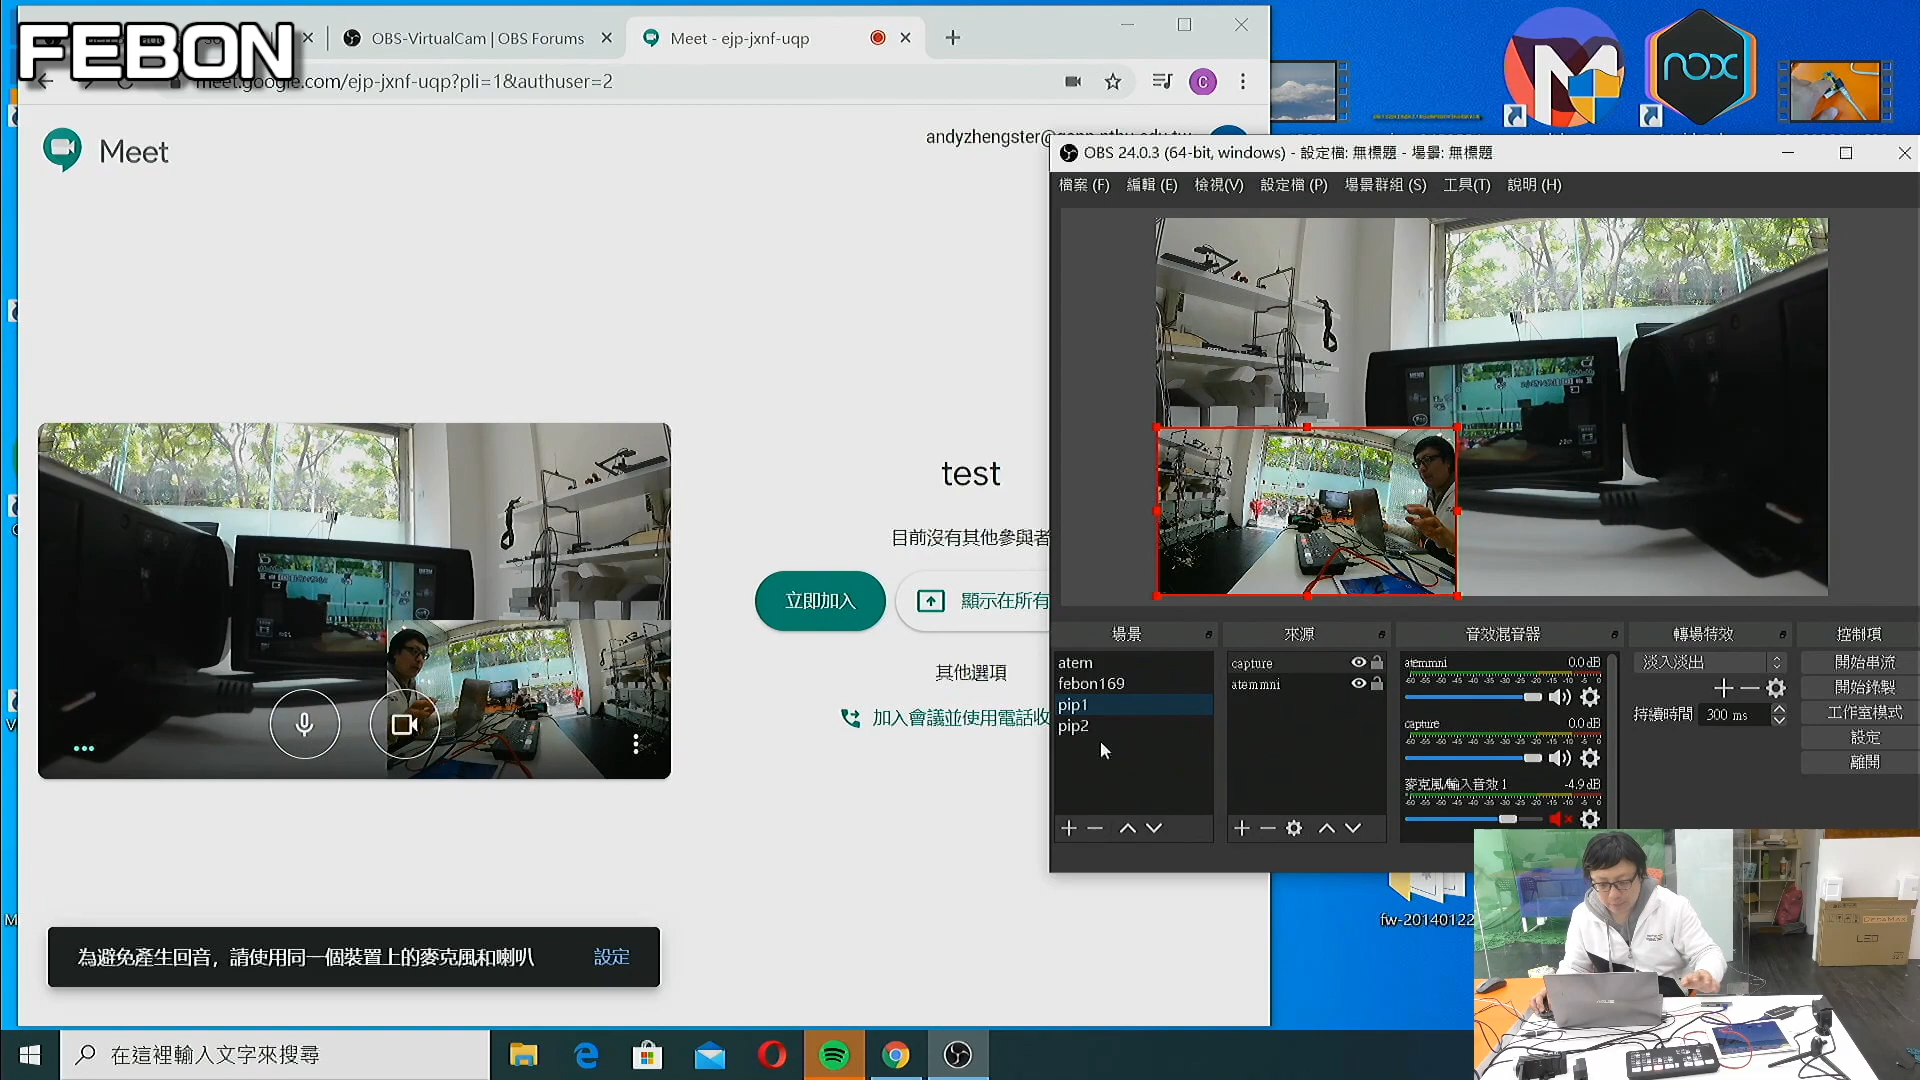 FEBON
OBS-VirtualCam | OBS Forums
Meet - ejp-jxnf-uqp
meet.google.com/ejp-jxnf-uqp?pli=1&authuser=2
C
Meet
test
目前沒有其他參與者
立即加入
顯示在所有
其他選項
加入會議並使用電話收
為避免產生回音，請使用同一個裝置上的麥克風和喇叭
設定
OBS 24.0.3 (64-bit, windows) - 設定檔: 無標題 - 場景: 無標題
檔案 (F)
編輯 (E)
檢視(V)
設定檔 (P)
場景群組 (S)
工具(T)
說明 (H)
場景
atem
febon169
pip1
pip2
來源
capture
atemmni
音效混音器
atemmni
0.0 dB
capture
0.0 dB
麥克風/輸入音效 1
-4.9 dB
轉場特效
淡入淡出
持續時間
300 ms
控制項
開始串流
開始錄製
工作室模式
設定
離開
nox
fw-20140122
LED
在這裡輸入文字來搜尋